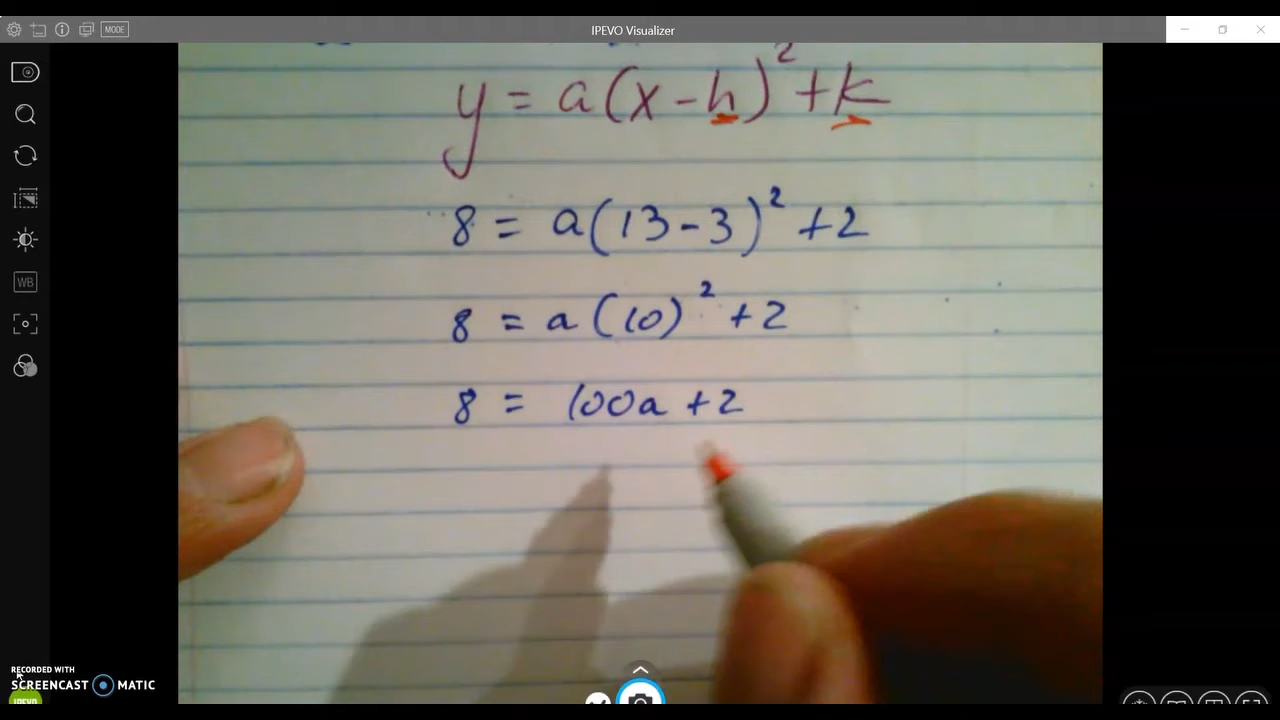 MODE
IPEVO Visualizer
y = a(x-h)² + k
8 = a(13-3)² +2
8 = a(10)² +2
8 = 100a +2
WB
RECORDED WITH
SCREENCAST MATIC
IPEVO